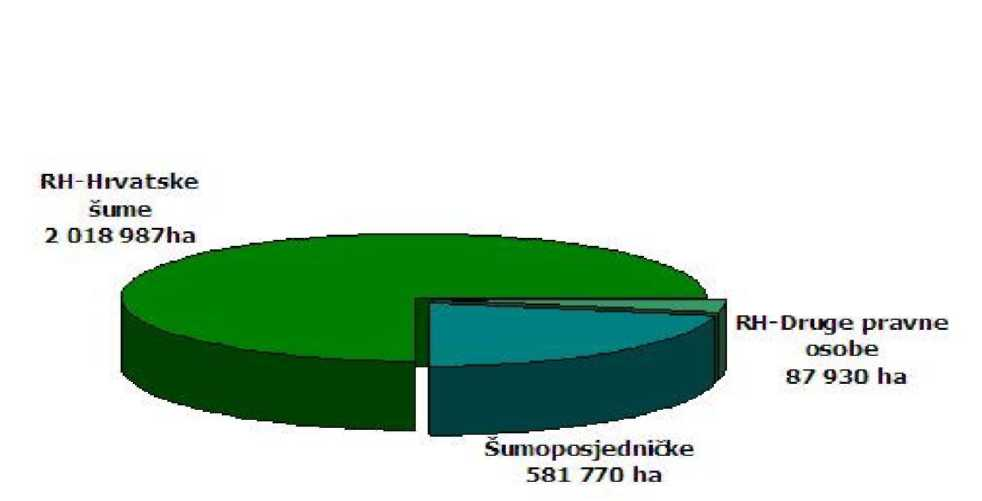 RH-Hrvatske
šume
2 018 987ha
RH-Druge pravne
osobe
87 930 ha
Šumoposjedničke
581 770 ha